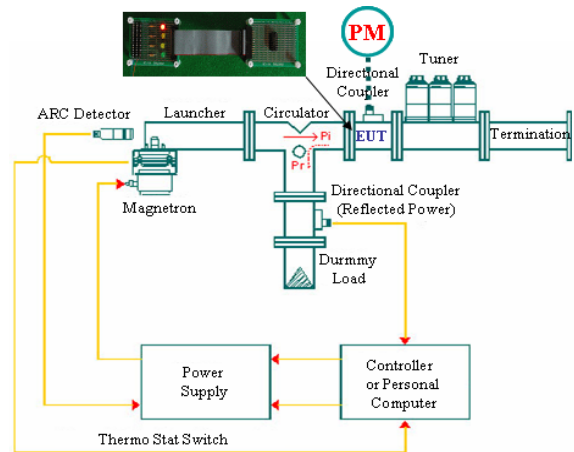 PM
Directional
Coupler
Tuner
ARC Detector
Launcher
Circulator
Pi
EUT
Termination
Pr
Magnetron
Directional Coupler
(Reflected Power)
Durmmy
Load
Power
Supply
Controller
or Personal
Computer
Thermo Stat Switch